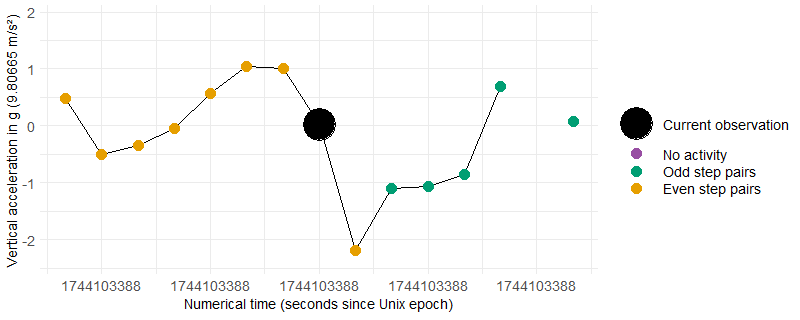 Vertical acceleration in g (9.80665 m/s²)
2
1
0
-1
-2
1744103388 1744103388 1744103388 1744103388 1744103388
Numerical time (seconds since Unix epoch)
Current observation
No activity
Odd step pairs
Even step pairs